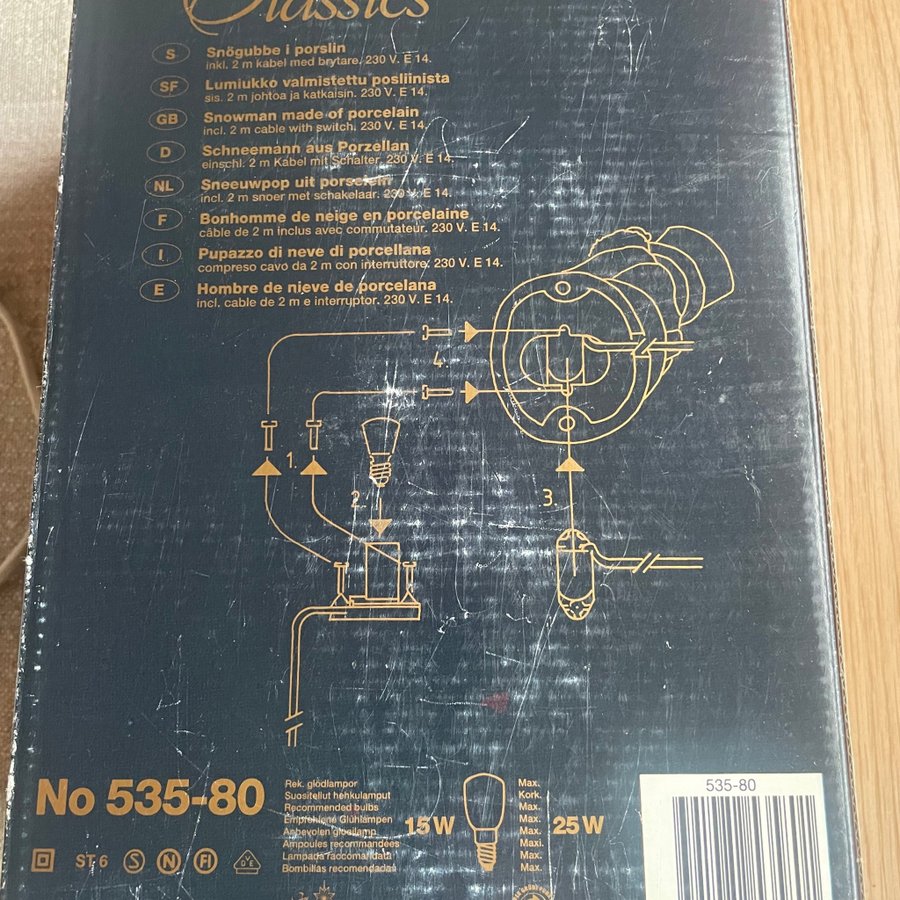 Classics
S
Snögubbe i porslin
inkl. 2 m kabel med brytare. 230 V. E 14.
SF
Lumiukko valmistettu posliinista
sis. 2 m johtoa ja katkaisin. 230 V. E 14.
GB
Snowman made of porcelain
incl. 2 m cable with switch. 230 V. E 14.
D
Schneemann aus Porzellan
einschl. 2 m Kabel mit Schalter. 230 V. E 14.
NL
Sneeuwpop uit porselein
incl. 2 m snoer met schakelaar. 230 V. E 14.
F
Bonhomme de neige en porcelaine
câble de 2 m inclus avec commutateur. 230 V. E 14.
I
Pupazzo di neve di porcellana
compreso cavo da 2 m con interruttore. 230 V. E 14.
E
Hombre de nieve de porcelana
incl. cable de 2 m e interruptor. 230 V. E 14.
4.
1.
2.
3.
No 535-80
Rek. glödlampor
Suositellut hehkulamput
Recommended bulbs
Empfohlene Glühlampen
Anbevolen gloeilamp
Ampoules recommandées
Lampada raccomandata
Bombillas recomendadas
15 W
Max.
Kork.
Max.
Max.
Max.
Maxi.
Max.
Max.
25 W
ST 6
S
N
FI
VDE
535-80